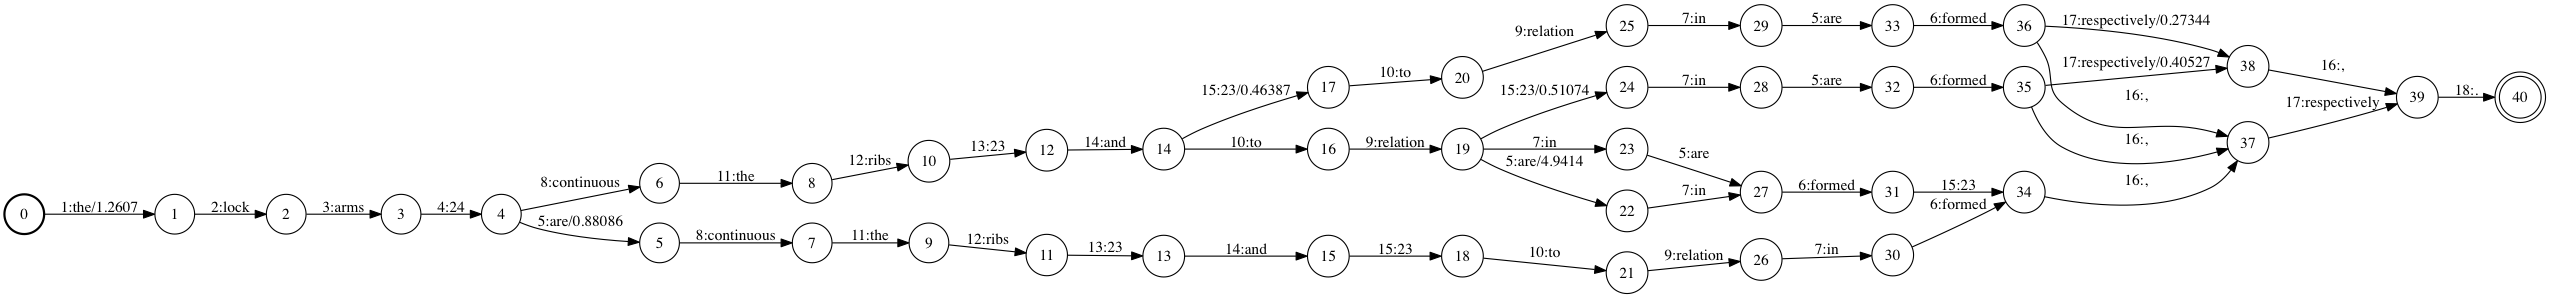 25 7:in 29 5:are 33 6:formed 36 17:respectively/0.27344
9:relation
17 10:to 20 38 16:,
15:23/0.46387 15:23/0.51074 24 7:in 28 5:are 32 6:formed 35 17:respectively/0.40527
16:, 17:respectively 39 18:. 40
12:ribs 10 13:23 12 14:and 14 10:to 16 9:relation 19 7:in 23 5:are 16:, 37
5:are/4.9414
8:continuous 6 11:the 8 22 7:in 27 6:formed 31 15:23 34 16:,
0 1:the/1.2607 1 2:lock 2 3:arms 3 4:24 4 6:formed
5:are/0.88086 5 8:continuous 7 11:the 9 12:ribs 11 13:23 13 14:and 15 15:23 18 10:to 21 9:relation 26 7:in 30